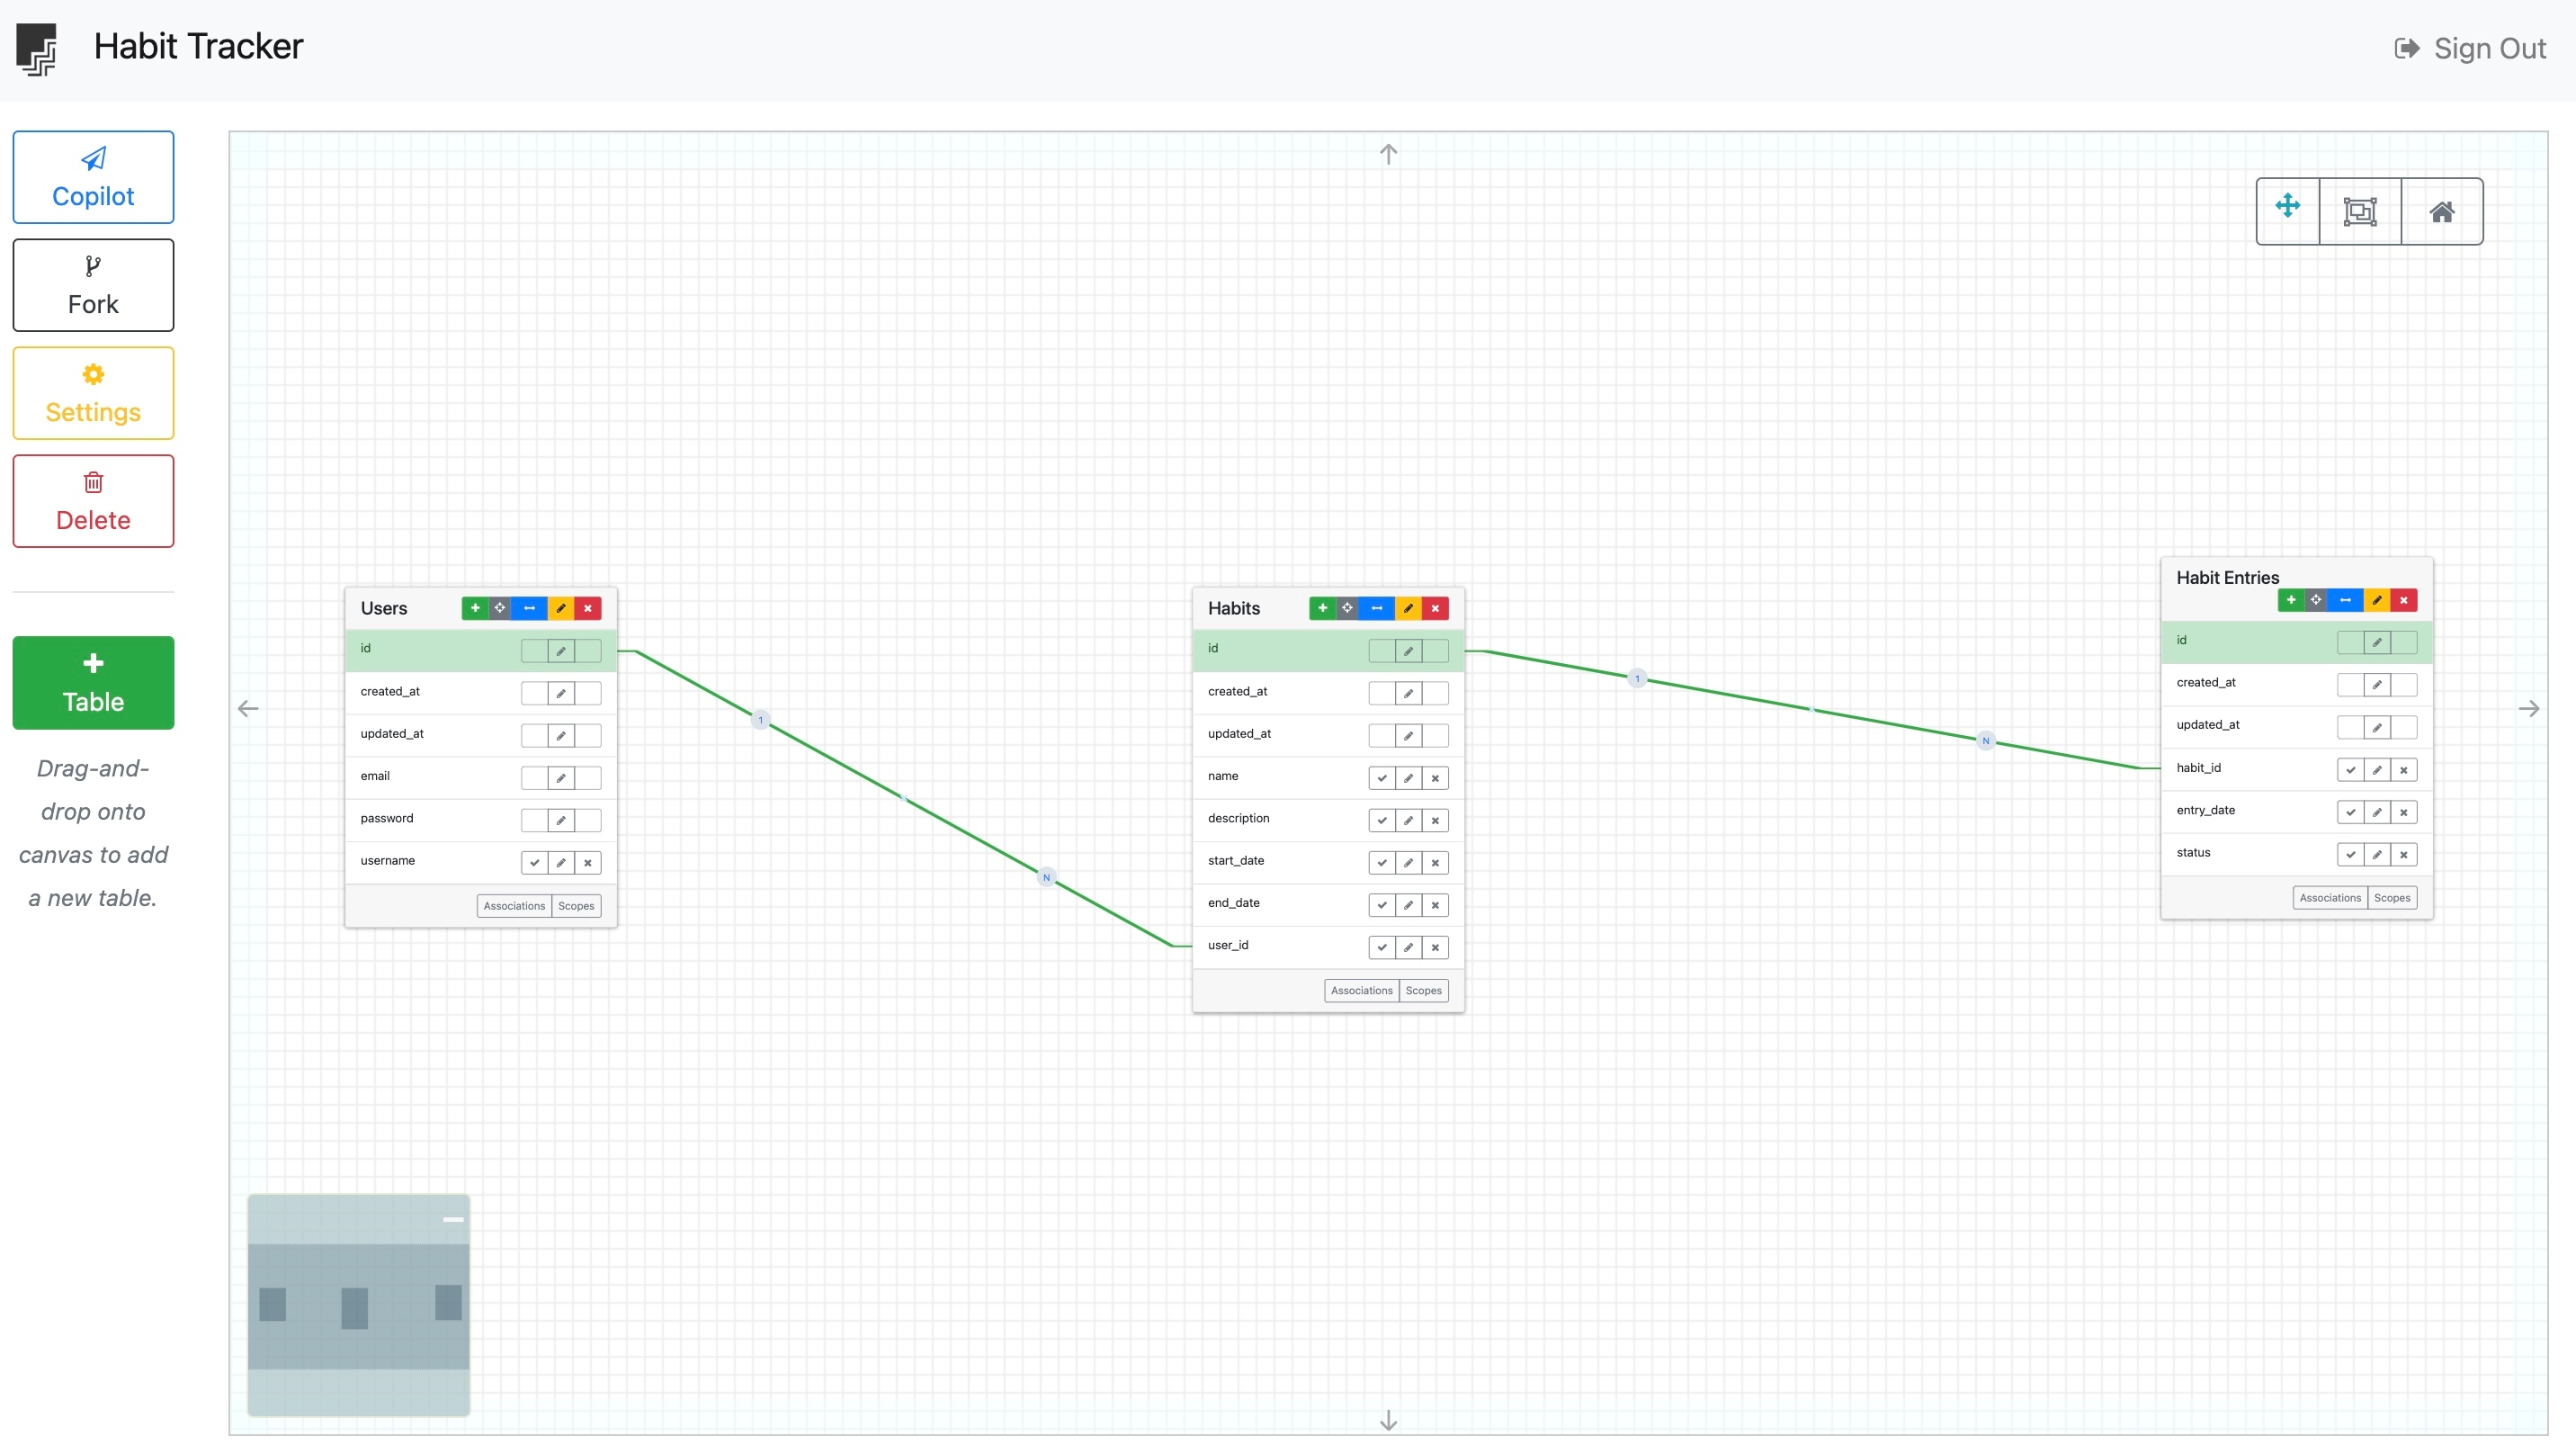 Habit Tracker
Sign Out
Copilot
Fork
Settings
Delete
Table
Drag-and-
drop onto
canvas to add
a new table.
Users
id
created_at
updated_at
email
password
username
Associations Scopes
1
N
Habits
id
created_at
updated_at
name
description
start_date
end_date
user_id
Associations Scopes
1
N
Habit Entries
id
created_at
updated_at
habit_id
entry_date
status
Associations Scopes